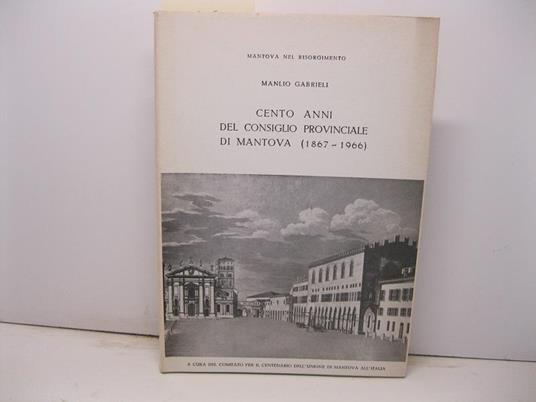 MANTOVA NEL RISORGIMENTO
MANLIO GABRIELI
CENTO ANNI
DEL CONSIGLIO PROVINCIALE
DI MANTOVA (1867-1966)
A CURA DEL COMITATO PER IL CENTENARIO DELL'UNIONE DI MANTOVA ALL'ITALIA